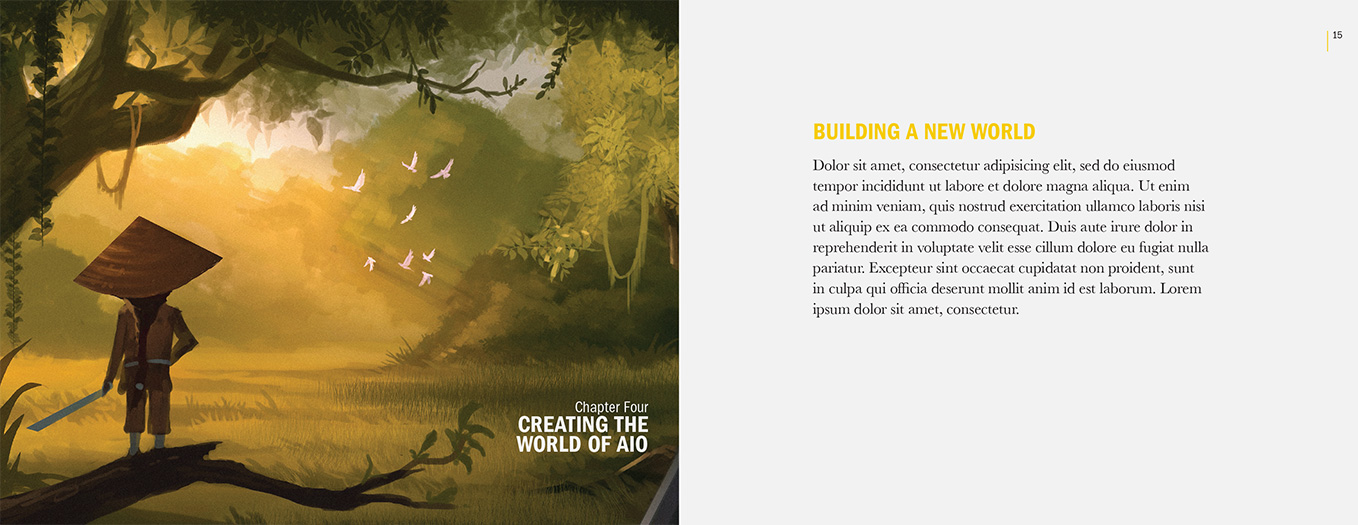 Chapter Four
CREATING THE
WORLD OF AIO
15
BUILDING A NEW WORLD
Dolor sit amet, consectetur adipisicing elit, sed do eiusmod
tempor incididunt ut labore et dolore magna aliqua. Ut enim
ad minim veniam, quis nostrud exercitation ullamco laboris nisi
ut aliquip ex ea commodo consequat. Duis aute irure dolor in
reprehenderit in voluptate velit esse cillum dolore eu fugiat nulla
pariatur. Excepteur sint occaecat cupidatat non proident, sunt
in culpa qui officia deserunt mollit anim id est laborum. Lorem
ipsum dolor sit amet, consectetur.